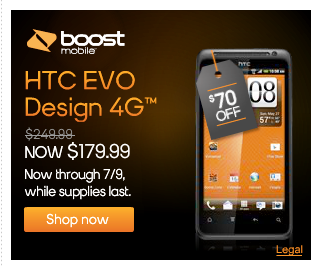 boost
mobile
HTC EVO
Design 4G™
$249.99
NOW $179.99
Now through 7/9,
while supplies last.
Shop now
htc
$70
OFF
08
57°
Legal